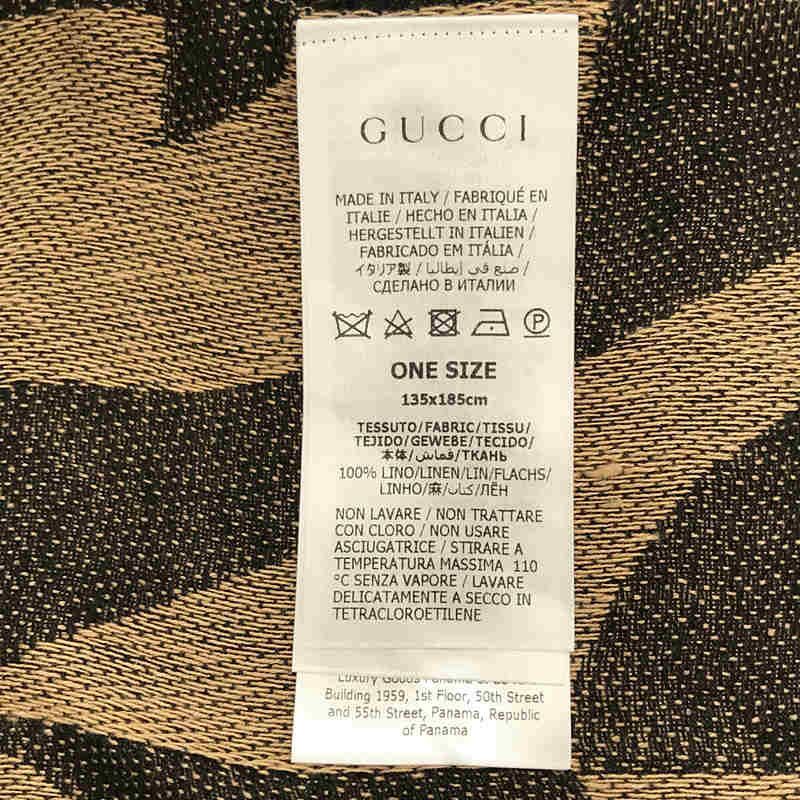 GUCCI
MADE IN ITALY / FABRIQUÉ EN
ITALIE / HECHO EN ITALIA /
HERGESTELLT IN ITALIEN /
FABRICADO EM ITÁLIA /
イタリア製 / صنع في إيطاليا /
СДЕЛАНО В ИТАЛИИ
P
ONE SIZE
135x185cm
TESSUTO/FABRIC/TISSU/
TEJIDO/GEWEBE/TECIDO/
本体/قماش/ТКАНЬ
100% LINO/LINEN/LIN/FLACHS/
LINHO/麻/كتان/ЛЁН
NON LAVARE / NON TRATTARE
CON CLORO / NON USARE
ASCIUGATRICE / STIRARE A
TEMPERATURA MASSIMA 110
°C SENZA VAPORE / LAVARE
DELICATAMENTE A SECCO IN
TETRACLOROETILENE
Luxury Goods Panama
Building 1959, 1st Floor, 50th Street
and 55th Street, Panama, Republic
of Panama